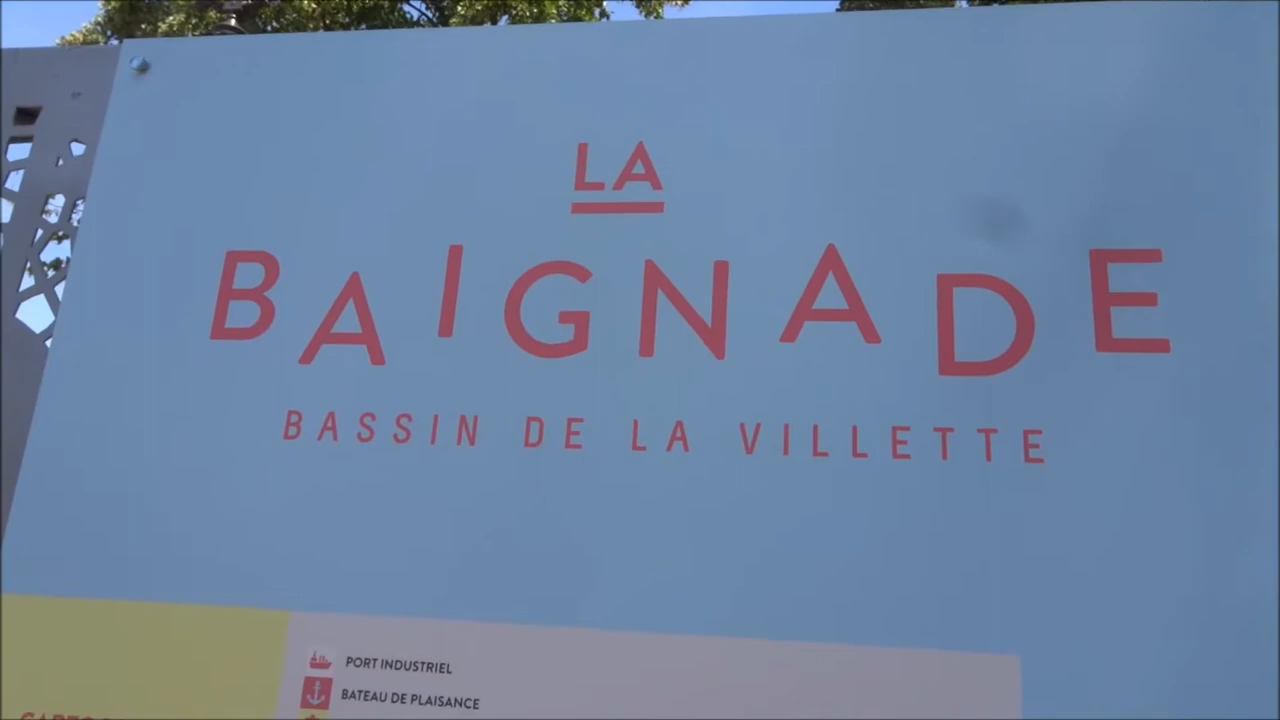 LA
BAIGNADE
BASSIN DE LA VILLETTE
PORT INDUSTRIEL
BATEAU DE PLAISANCE